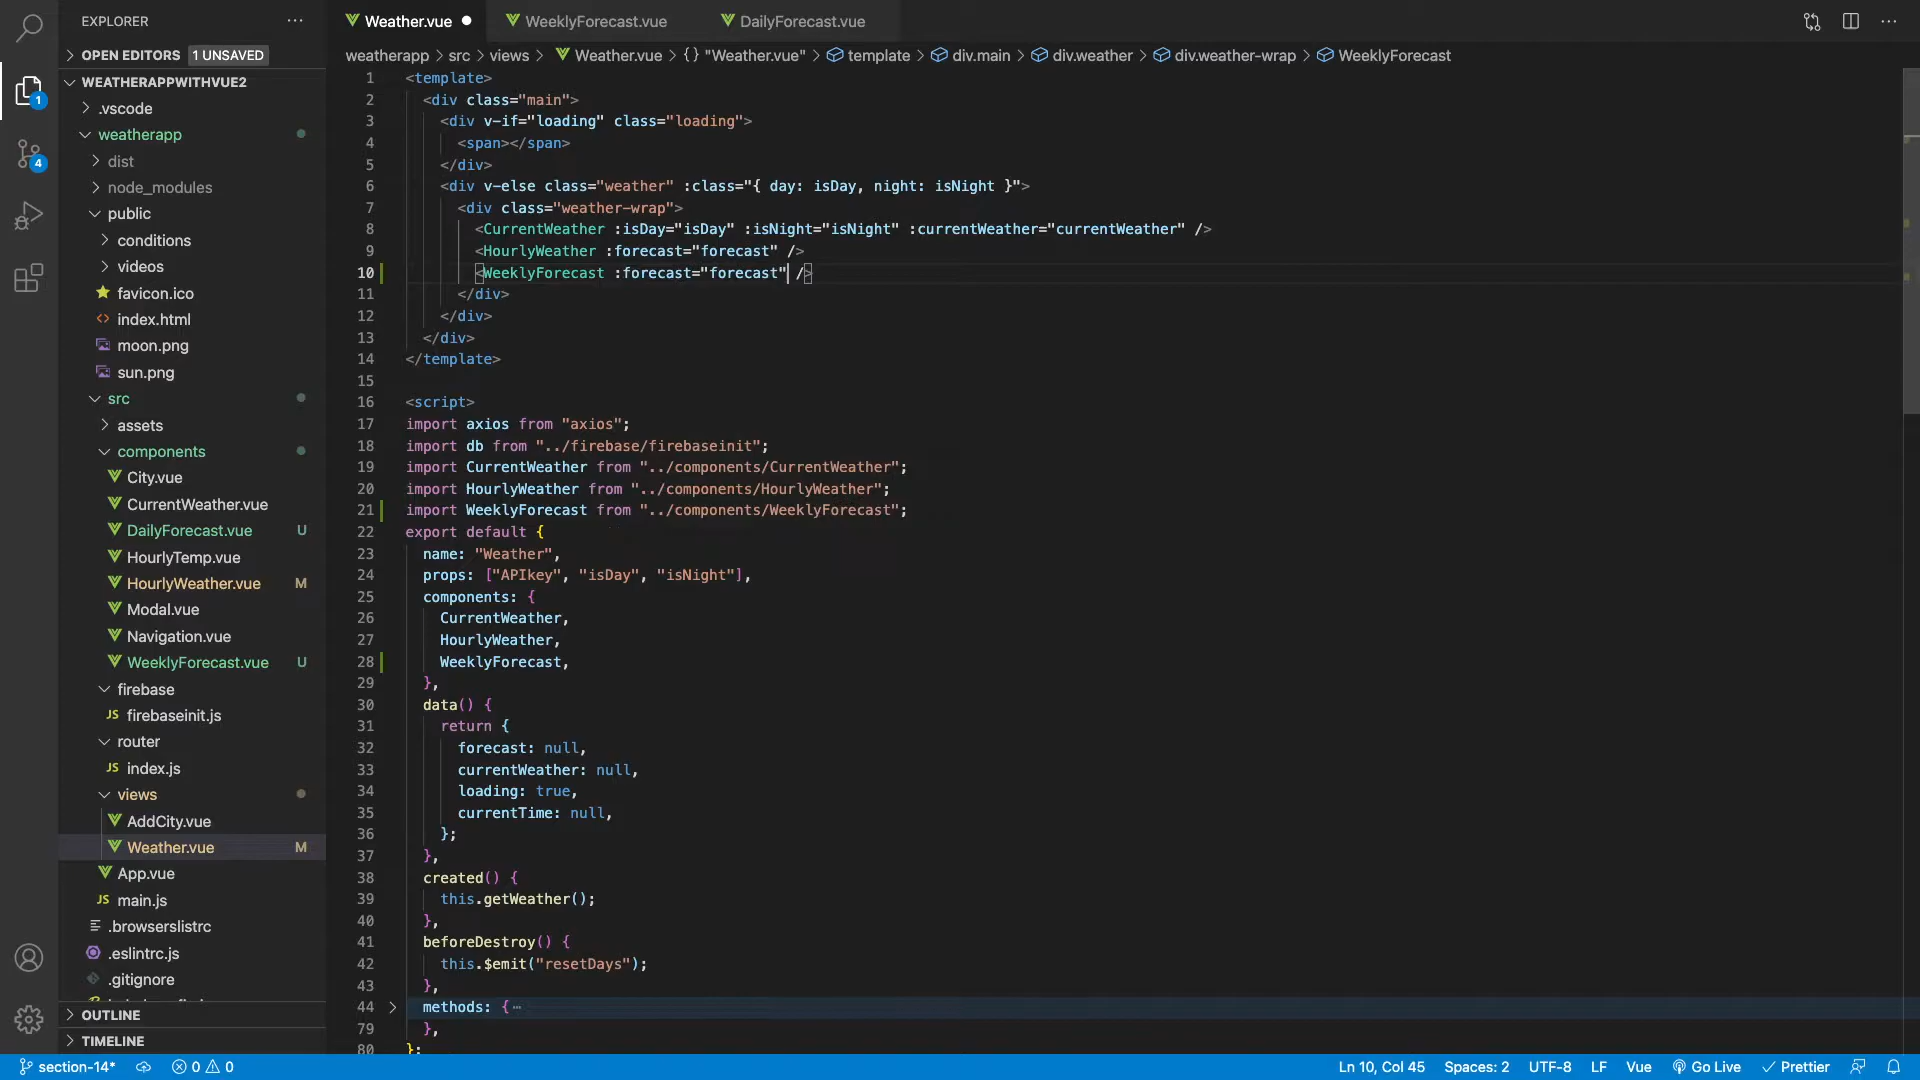 EXPLORER
OPEN EDITORS 1 UNSAVED
WEATHERAPPWITHVUE2
.vscode
weatherapp
dist
node_modules
public
conditions
videos
favicon.ico
index.html
moon.png
sun.png
src
assets
components
City.vue
CurrentWeather.vue
DailyForecast.vue U
HourlyTemp.vue
HourlyWeather.vue M
Modal.vue
Navigation.vue
WeeklyForecast.vue U
firebase
JS firebaseinit.js
router
JS index.js
views
AddCity.vue
Weather.vue M
App.vue
JS main.js
.browserslistrc
.eslintrc.js
.gitignore
OUTLINE
TIMELINE
1
4
Weather.vue
WeeklyForecast.vue
DailyForecast.vue
weatherapp > src > views > Weather.vue > {} "Weather.vue" > template > div.main > div.weather > div.weather-wrap > WeeklyForecast
1 <template>
2 <div class="main">
3 <div v-if="loading" class="loading">
4 <span></span>
5 </div>
6 <div v-else class="weather" :class="{ day: isDay, night: isNight }">
7 <div class="weather-wrap">
8 <CurrentWeather :isDay="isDay" :isNight="isNight" :currentWeather="currentWeather" />
9 <HourlyWeather :forecast="forecast" />
10 <WeeklyForecast :forecast="forecast" />
11 </div>
12 </div>
13 </div>
14 </template>
15
16 <script>
17 import axios from "axios";
18 import db from "../firebase/firebaseinit";
19 import CurrentWeather from "../components/CurrentWeather";
20 import HourlyWeather from "../components/HourlyWeather";
21 import WeeklyForecast from "../components/WeeklyForecast";
22 export default {
23 name: "Weather",
24 props: ["APIkey", "isDay", "isNight"],
25 components: {
26 CurrentWeather,
27 HourlyWeather,
28 WeeklyForecast,
29 },
30 data() {
31 return {
32 forecast: null,
33 currentWeather: null,
34 loading: true,
35 currentTime: null,
36 };
37 },
38 created() {
39 this.getWeather();
40 },
41 beforeDestroy() {
42 this.$emit("resetDays");
43 },
44 methods: {…
79 },
80 };
section-14* 0 0 Ln 10, Col 45 Spaces: 2 UTF-8 LF Vue Go Live Prettier